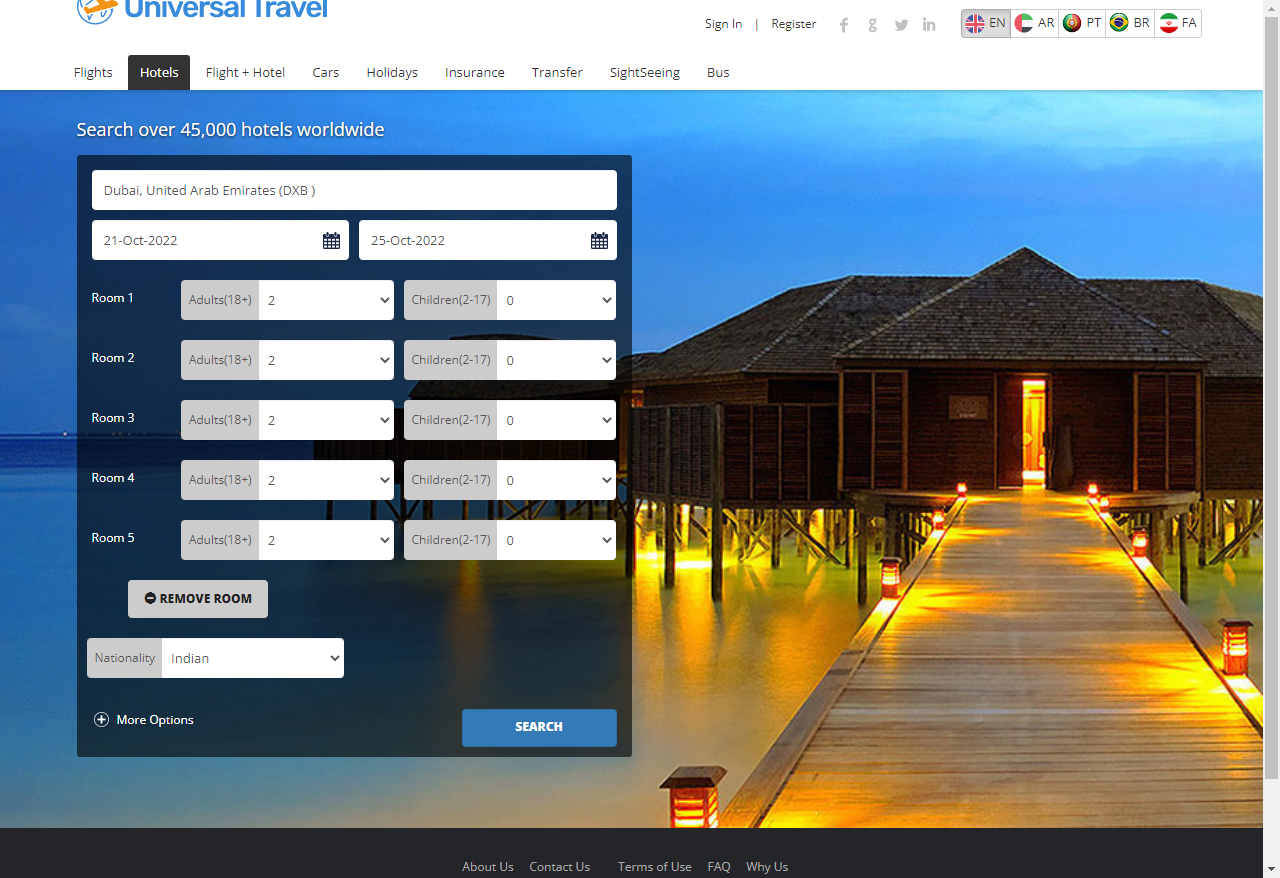 Universal Travel
Sign In | Register
EN AR PT BR FA
Flights Hotels Flight + Hotel Cars Holidays Insurance Transfer SightSeeing Bus
Search over 45,000 hotels worldwide
Dubai, United Arab Emirates (DXB )
21-Oct-2022 25-Oct-2022
Room 1 Adults(18+) 2 Children(2-17) 0
Room 2 Adults(18+) 2 Children(2-17) 0
Room 3 Adults(18+) 2 Children(2-17) 0
Room 4 Adults(18+) 2 Children(2-17) 0
Room 5 Adults(18+) 2 Children(2-17) 0
REMOVE ROOM
Nationality Indian
More Options
SEARCH
About Us Contact Us Terms of Use FAQ Why Us